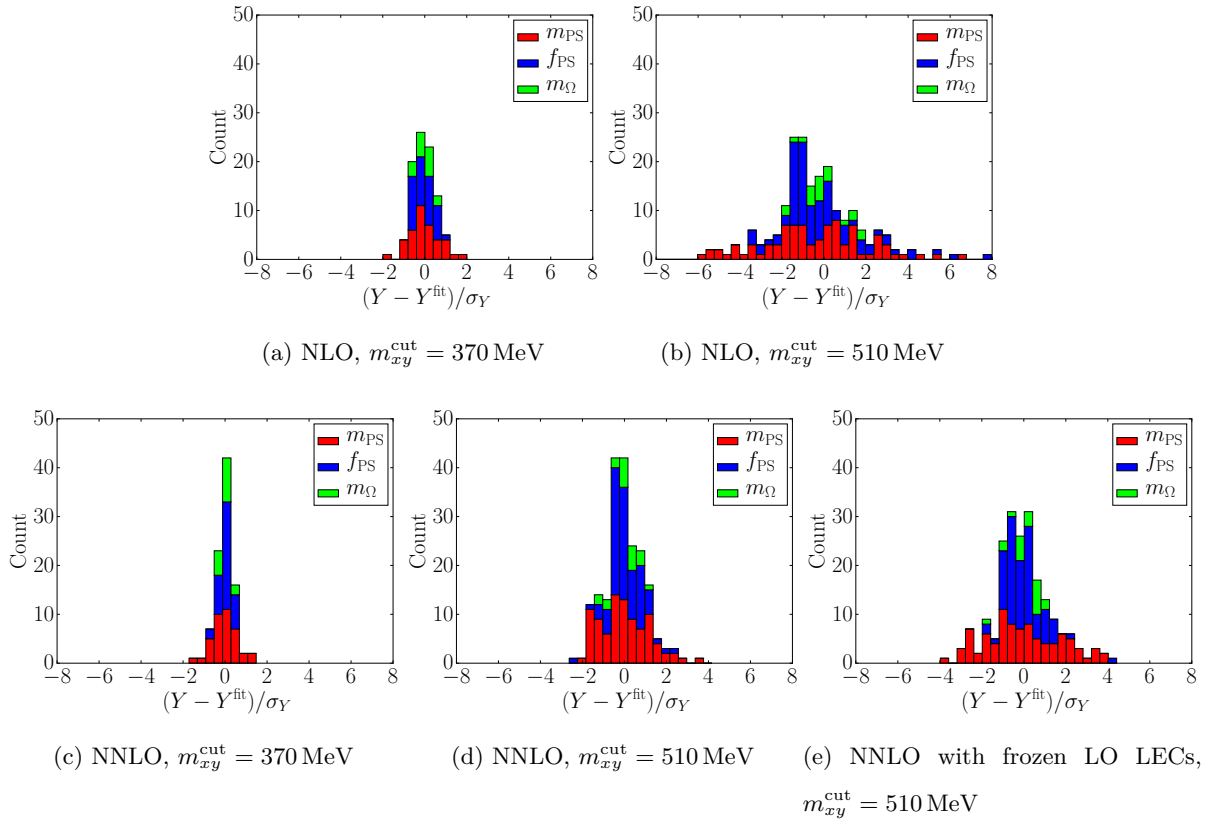 50
40
30
20
10
0
Count
−8 −6 −4 −2 0 2 4 6 8
(Y − Y^fit)/σ_Y
m_PS
f_PS
m_Ω
(a) NLO, m_xy^cut = 370 MeV
50
40
30
20
10
0
Count
−8 −6 −4 −2 0 2 4 6 8
(Y − Y^fit)/σ_Y
m_PS
f_PS
m_Ω
(b) NLO, m_xy^cut = 510 MeV
50
40
30
20
10
0
Count
−8 −6 −4 −2 0 2 4 6 8
(Y − Y^fit)/σ_Y
m_PS
f_PS
m_Ω
(c) NNLO, m_xy^cut = 370 MeV
50
40
30
20
10
0
Count
−8 −6 −4 −2 0 2 4 6 8
(Y − Y^fit)/σ_Y
m_PS
f_PS
m_Ω
(d) NNLO, m_xy^cut = 510 MeV
50
40
30
20
10
0
Count
−8 −6 −4 −2 0 2 4 6 8
(Y − Y^fit)/σ_Y
m_PS
f_PS
m_Ω
(e) NNLO with frozen LO LECs,
m_xy^cut = 510 MeV